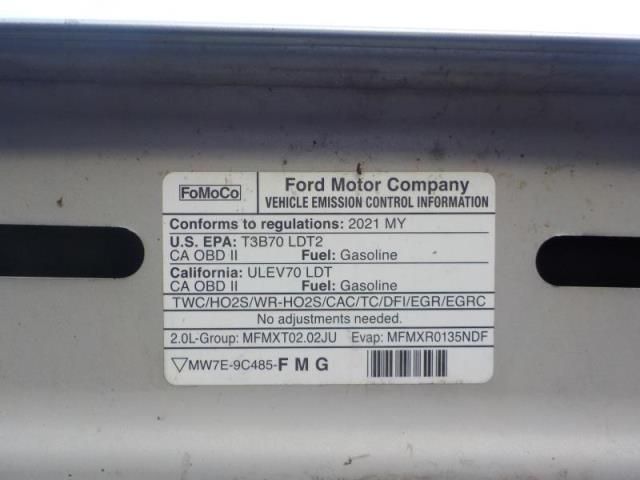 FoMoCo
Ford Motor Company
VEHICLE EMISSION CONTROL INFORMATION
Conforms to regulations: 2021 MY
U.S. EPA: T3B70 LDT2
CA OBD II Fuel: Gasoline
California: ULEV70 LDT
CA OBD II Fuel: Gasoline
TWC/HO2S/WR-HO2S/CAC/TC/DFI/EGR/EGRC
No adjustments needed.
2.0L-Group: MFMXT02.02JU Evap: MFMXR0135NDF
MW7E-9C485-F M G